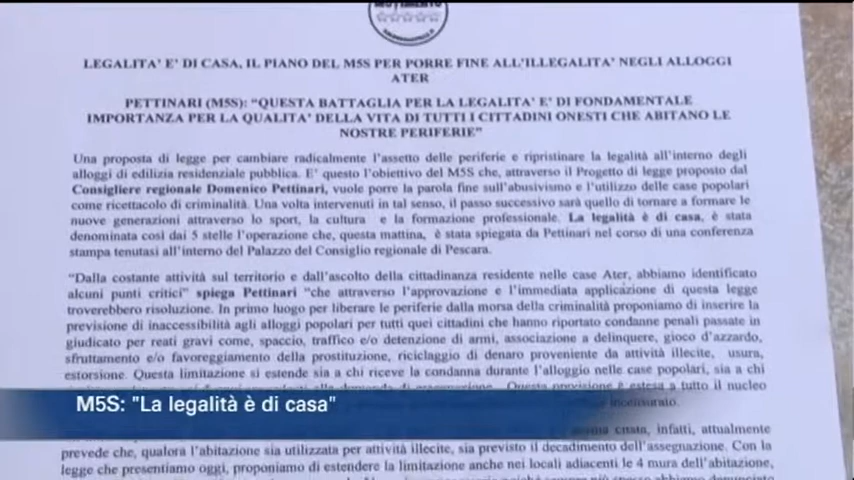 MOVIMENTO
LEGALITA' E' DI CASA, IL PIANO DEL M5S PER PORRE FINE ALL'ILLEGALITA' NEGLI ALLOGGI
ATER
PETTINARI (M5S): "QUESTA BATTAGLIA PER LA LEGALITA' E' DI FONDAMENTALE
IMPORTANZA PER LA QUALITA' DELLA VITA DI TUTTI I CITTADINI ONESTI CHE ABITANO LE
NOSTRE PERIFERIE"
Una proposta di legge per cambiare radicalmente l'assetto delle periferie e ripristinare la legalità all'interno degli
alloggi di edilizia residenziale pubblica. E' questo l'obiettivo del M5S che, attraverso il Progetto di legge proposto dal
Consigliere regionale Domenico Pettinari, vuole porre la parola fine sull'abusivismo e l'utilizzo delle case popolari
come ricettacolo di criminalità. Una volta intervenuti in tal senso, il passo successivo sarà quello di tornare a formare le
nuove generazioni attraverso lo sport, la cultura e la formazione professionale. La legalità è di casa, è stata
denominata così dai 5 stelle l'operazione che, questa mattina, è stata spiegata da Pettinari nel corso di una conferenza
stampa tenutasi all'interno del Palazzo del Consiglio regionale di Pescara.
"Dalla costante attività sul territorio e dall'ascolto della cittadinanza residente nelle case Ater, abbiamo identificato
alcuni punti critici" spiega Pettinari "che attraverso l'approvazione e l'immediata applicazione di questa legge
troverebbero risoluzione. In primo luogo per liberare le periferie dalla morsa della criminalità proponiamo di inserire la
previsione di inaccessibilità agli alloggi popolari per tutti quei cittadini che hanno riportato condanne penali passate in
giudicato per reati gravi come, spaccio, traffico e/o detenzione di armi, associazione a delinquere, gioco d'azzardo,
sfruttamento e/o favoreggiamento della prostituzione, riciclaggio di denaro proveniente da attività illecite, usura,
estorsione. Questa limitazione si estende sia a chi riceve la condanna durante l'alloggio nelle case popolari, sia a chi
Questa previsione è estesa a tutto il nucleo
incensurato.
M5S: "La legalità è di casa"
citata, infatti, attualmente
prevede che, qualora l'abitazione sia utilizzata per attività illecite, sia previsto il decadimento dell'assegnazione. Con la
legge che presentiamo oggi, proponiamo di estendere la limitazione anche nei locali adiacenti le 4 mura dell'abitazione,